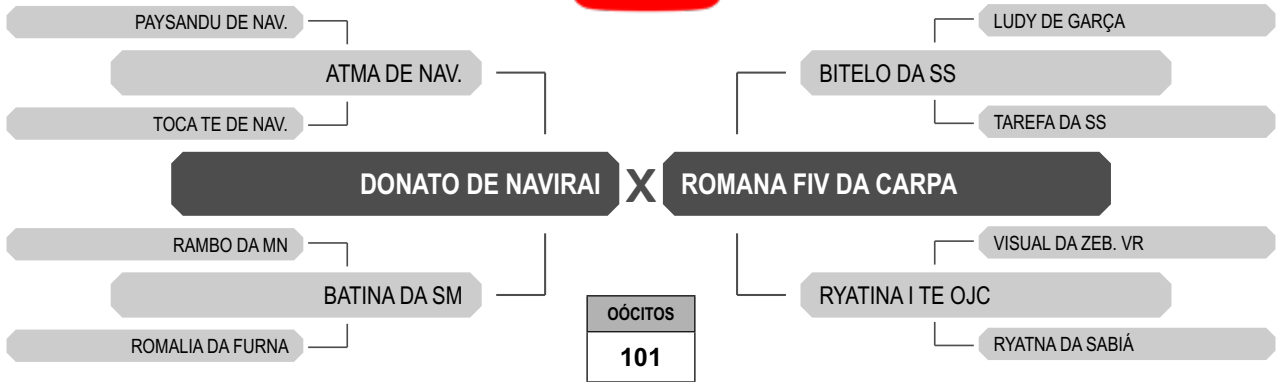 PAYSANDU DE NAV.
ATMA DE NAV.
TOCA TE DE NAV.
LUDY DE GARÇA
BITELO DA SS
TAREFA DA SS
DONATO DE NAVIRAI X ROMANA FIV DA CARPA
RAMBO DA MN
BATINA DA SM
ROMALIA DA FURNA
VISUAL DA ZEB. VR
RYATINA I TE OJC
RYATNA DA SABIÁ
OÓCITOS
101